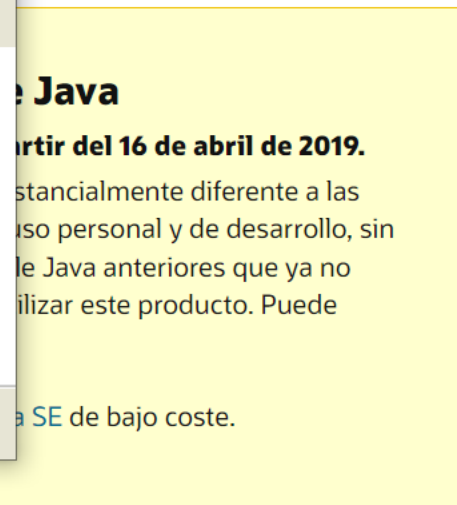 e Java
artir del 16 de abril de 2019.
stancialmente diferente a las
uso personal y de desarrollo, sin
de Java anteriores que ya no
ilizar este producto. Puede
a SE de bajo coste.